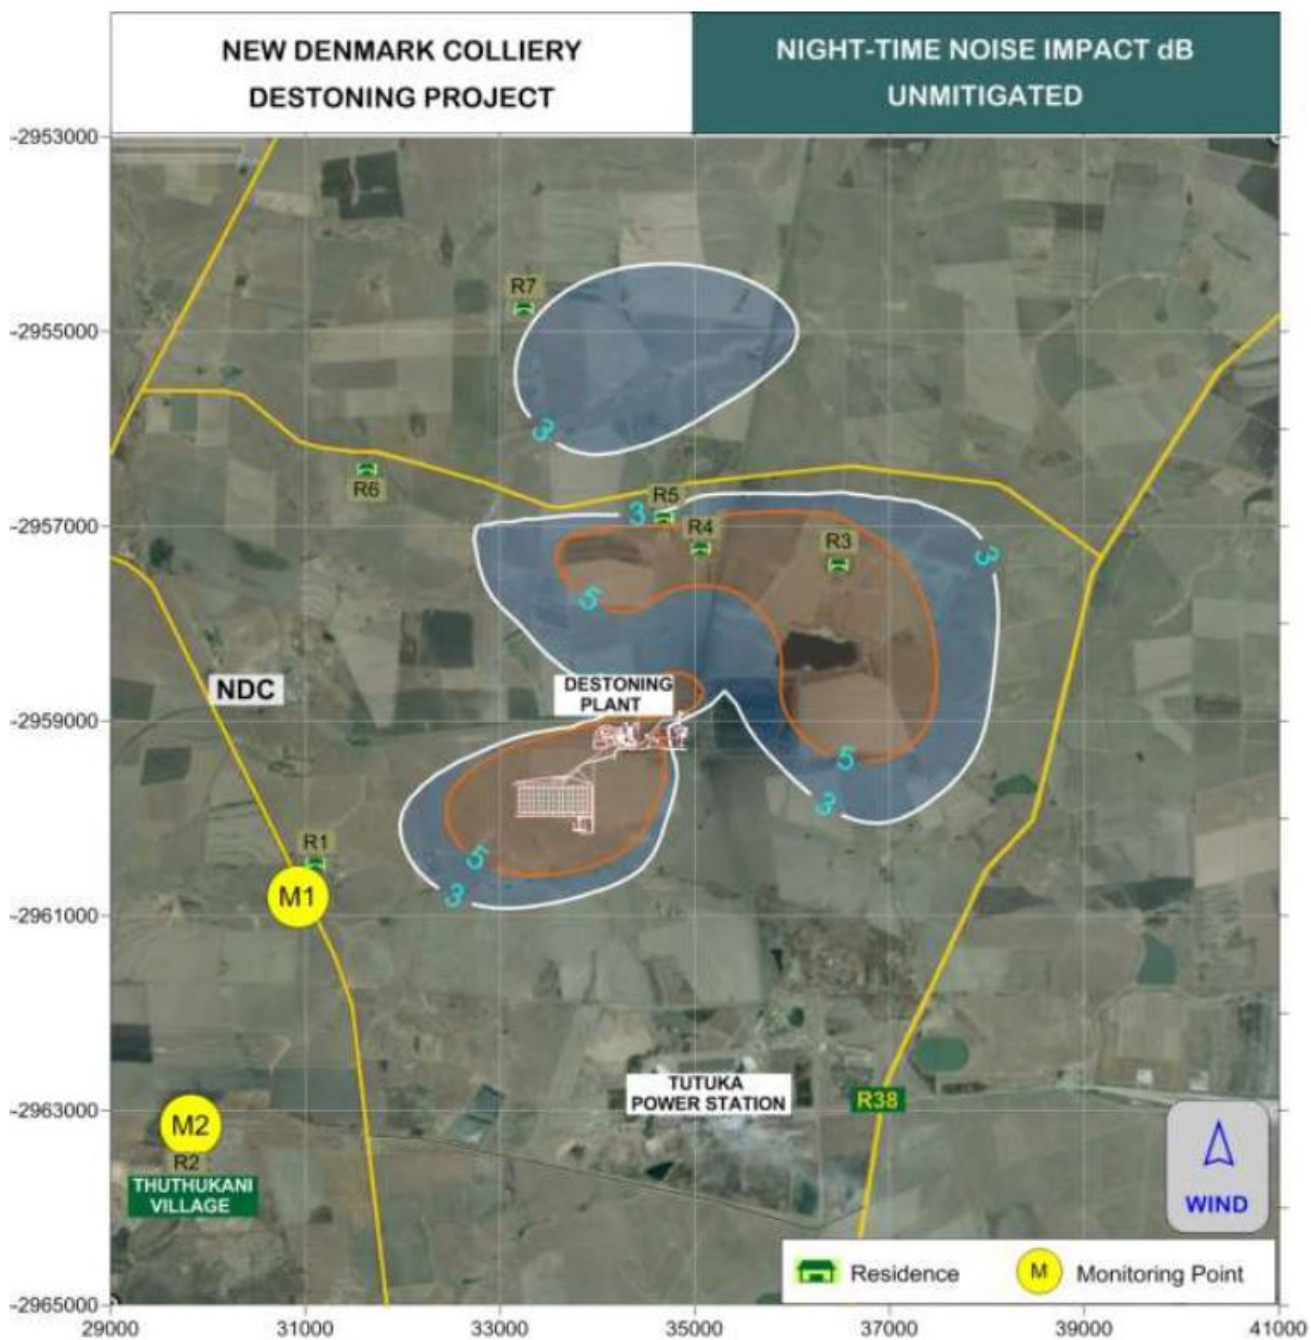 NEW DENMARK COLLIERY
DESTONING PROJECT
NIGHT-TIME NOISE IMPACT dB
UNMITIGATED
-2953000
R7
-2955000
3
R6
R5
3
-2957000
R4
R3
3
5
NDC
DESTONING
PLANT
-2959000
5
3
R1
5
M1
3
-2961000
TUTUKA
POWER STATION
R38
-2963000
M2
R2
THUTHUKANI
VILLAGE
WIND
Residence
M
Monitoring Point
-2965000
29000
31000
33000
35000
37000
39000
41000